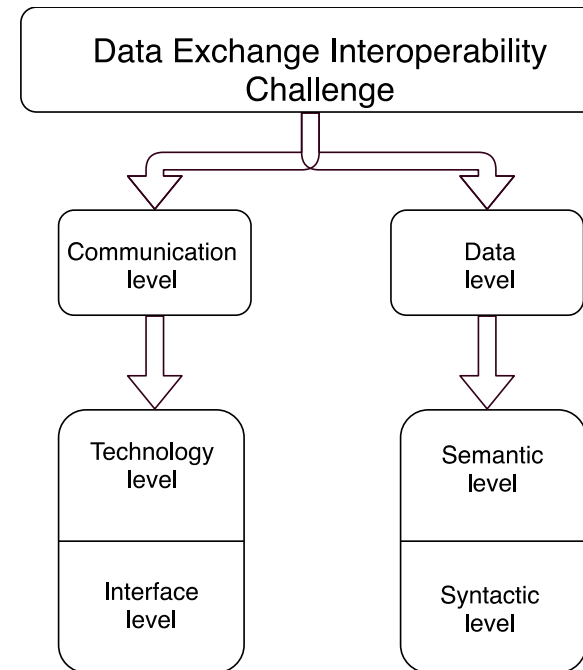 Data Exchange Interoperability
Challenge
Communication
level
Data
level
Technology
level
Interface
level
Semantic
level
Syntactic
level